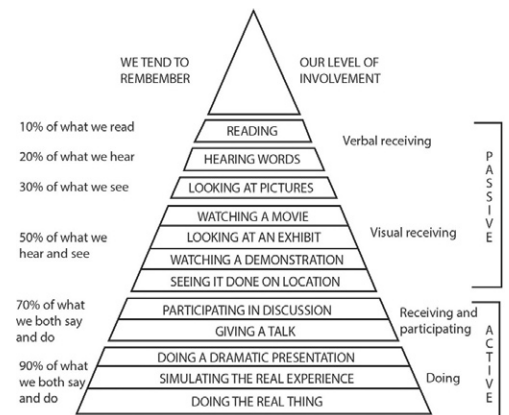 WE TEND TO
REMBEMBER
OUR LEVEL OF
INVOLVEMENT
10% of what we read
READING
Verbal receiving
20% of what we hear
HEARING WORDS
30% of what we see
LOOKING AT PICTURES
50% of what we
hear and see
WATCHING A MOVIE
LOOKING AT AN EXHIBIT
WATCHING A DEMONSTRATION
SEEING IT DONE ON LOCATION
Visual receiving
PASSIVE
70% of what
we both say
and do
PARTICIPATING IN DISCUSSION
GIVING A TALK
Receiving and
participating
90% of what
we both say
and do
DOING A DRAMATIC PRESENTATION
SIMULATING THE REAL EXPERIENCE
DOING THE REAL THING
Doing
ACTIVE